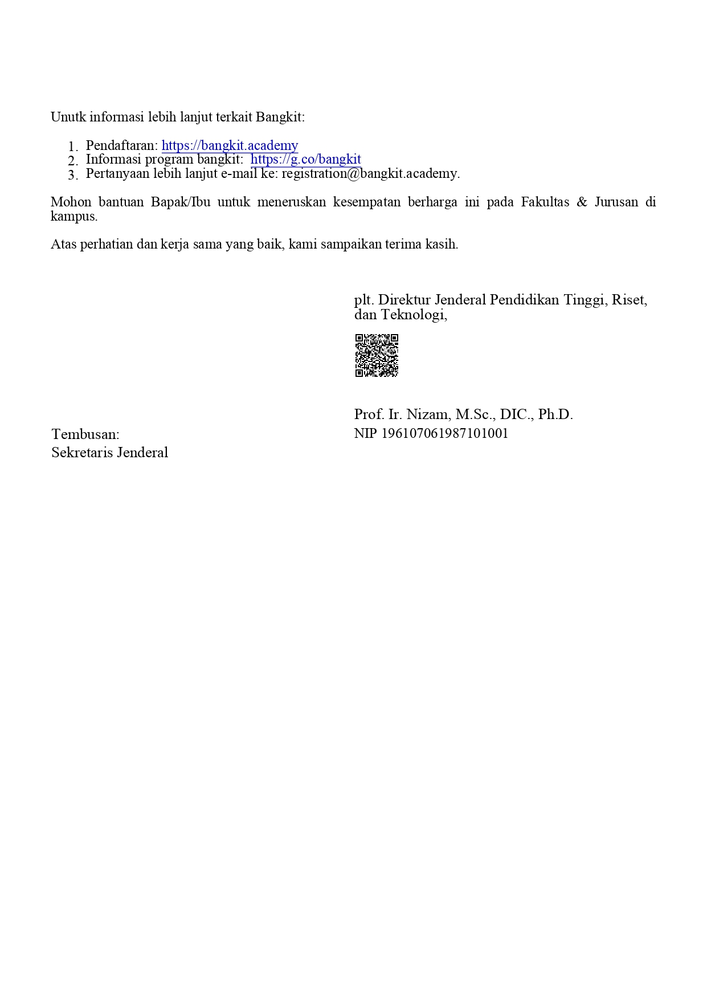 Unutk informasi lebih lanjut terkait Bangkit:
1. Pendaftaran: https://bangkit.academy
2. Informasi program bangkit: https://g.co/bangkit
3. Pertanyaan lebih lanjut e-mail ke: registration@bangkit.academy.
Mohon bantuan Bapak/Ibu untuk meneruskan kesempatan berharga ini pada Fakultas & Jurusan di
kampus.
Atas perhatian dan kerja sama yang baik, kami sampaikan terima kasih.
plt. Direktur Jenderal Pendidikan Tinggi, Riset,
dan Teknologi,
Prof. Ir. Nizam, M.Sc., DIC., Ph.D.
NIP 196107061987101001
Tembusan:
Sekretaris Jenderal